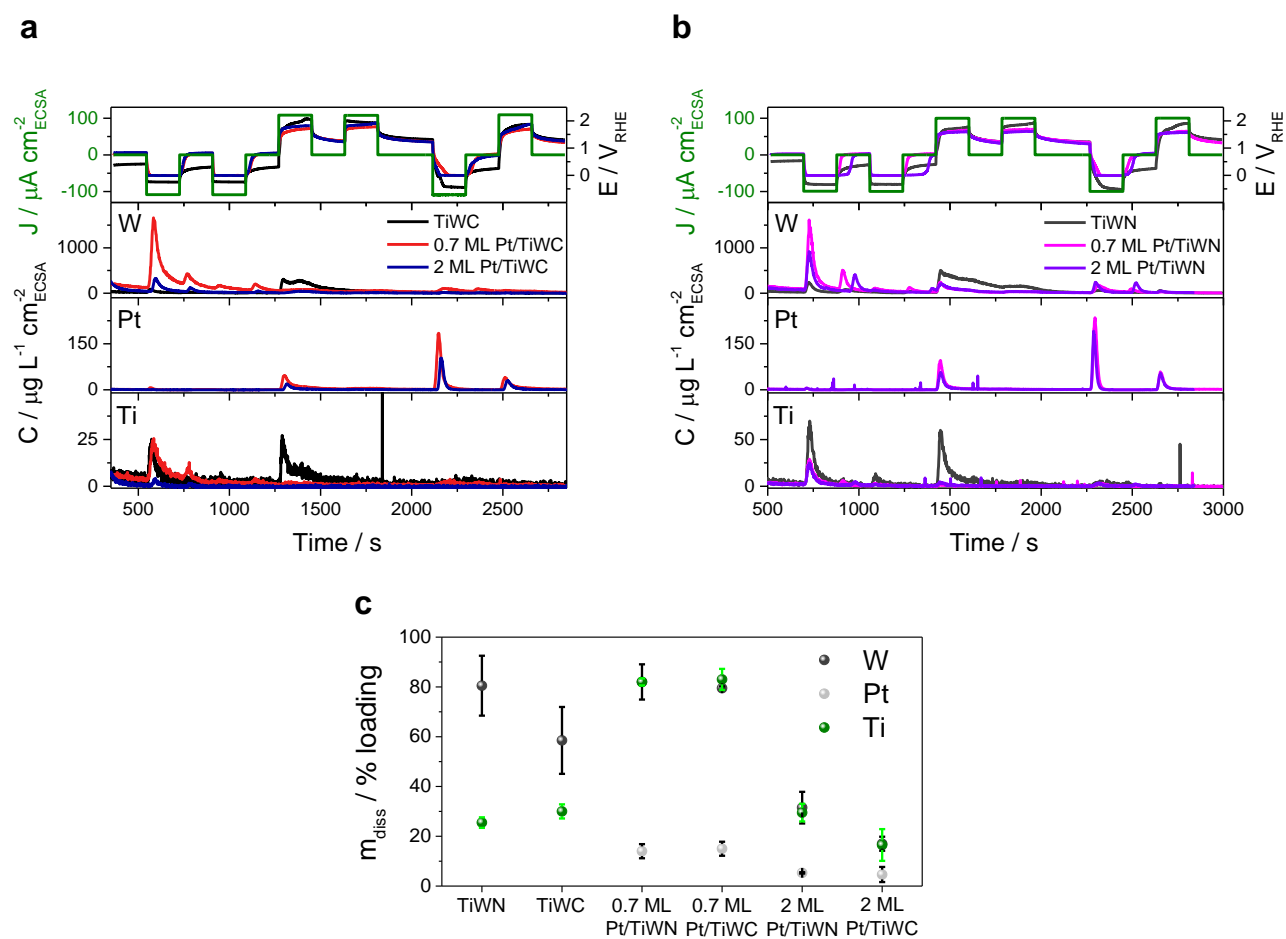 a
J / μA cm⁻²ECSA
100
0
-100
2
1
0
E / VRHE
W
1000
0
TiWC
0.7 ML Pt/TiWC
2 ML Pt/TiWC
C / μg L⁻¹ cm⁻²ECSA
Pt
150
0
Ti
25
0
500 1000 1500 2000 2500
Time / s
b
J / μA cm⁻²ECSA
100
0
-100
2
1
0
E / VRHE
W
1000
0
TiWN
0.7 ML Pt/TiWN
2 ML Pt/TiWN
C / μg L⁻¹ cm⁻²ECSA
Pt
150
0
Ti
50
0
500 1000 1500 2000 2500 3000
Time / s
c
mdiss / % loading
100
80
60
40
20
0
W
Pt
Ti
TiWN
TiWC
0.7 ML
Pt/TiWN
0.7 ML
Pt/TiWC
2 ML
Pt/TiWN
2 ML
Pt/TiWC